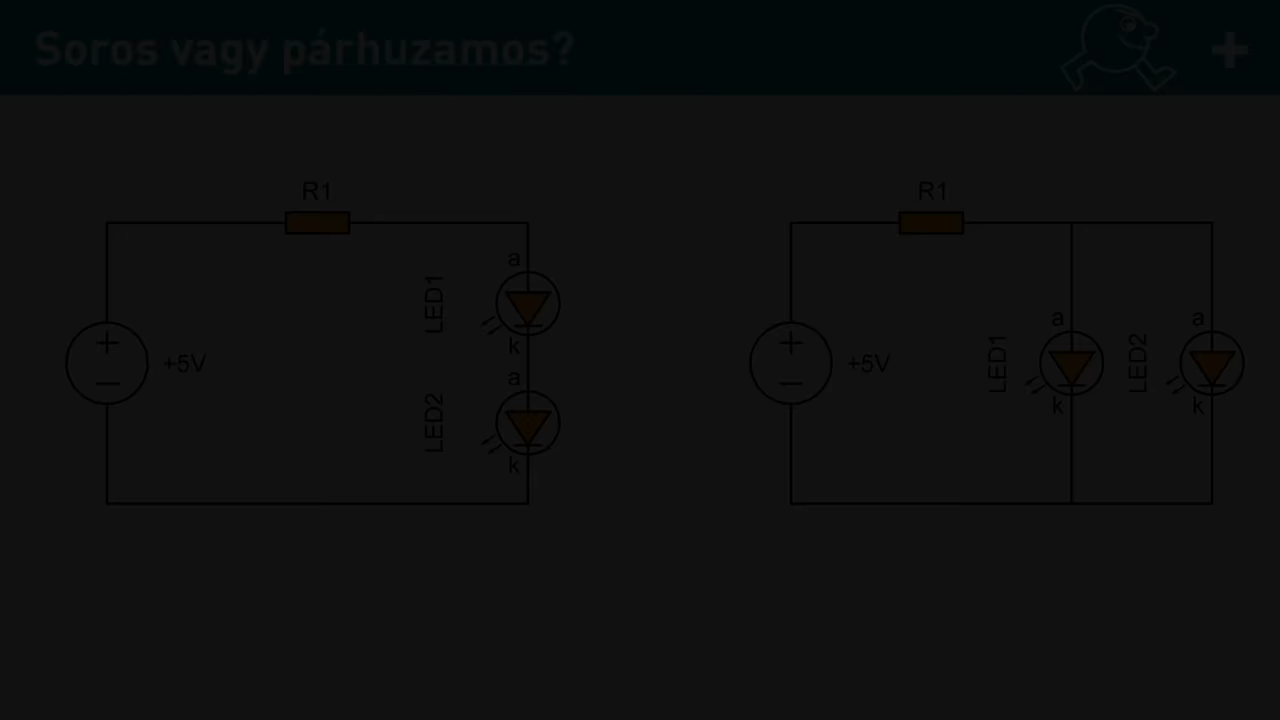 Soros vagy párhuzamos?
R1
a
LED1
k
+5V
a
LED2
k
R1
a
LED1
k
+5V
a
LED2
k